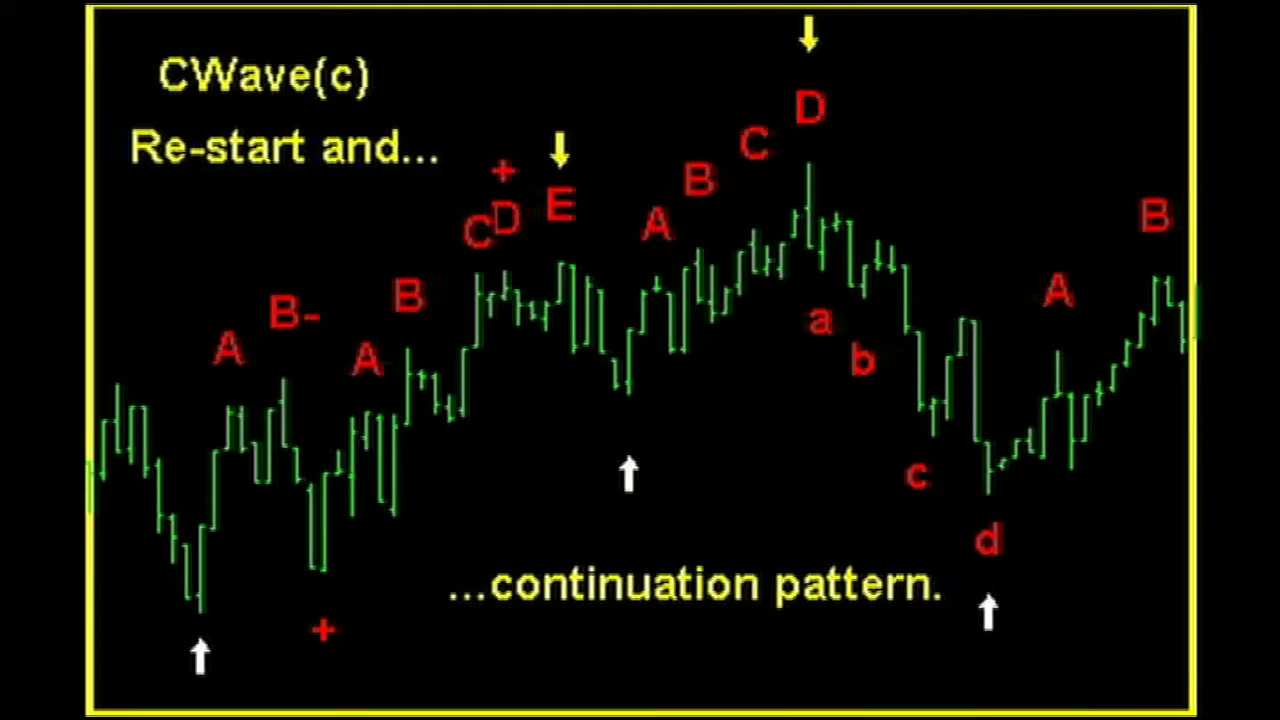 CWave(c)
Re-start and...
D
C
+
B
E
D
C
A
B
B
A
B-
B
A
A
a
b
c
d
...continuation pattern.
+